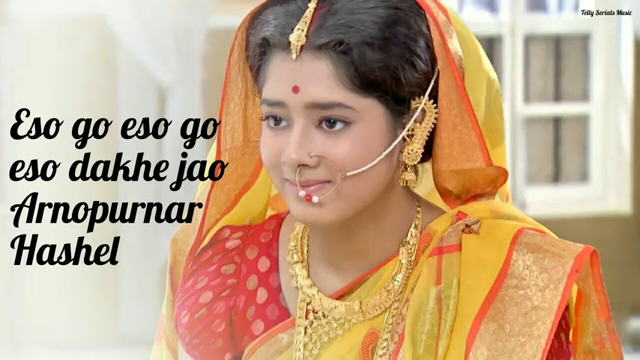 Telly Serials Music
Eso go eso go
eso dakhe jao
Arnopurnar
Hashel